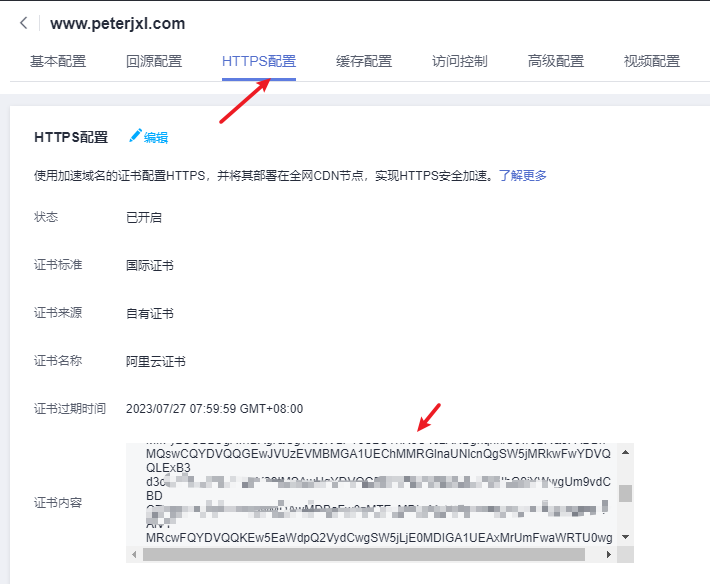 www.peterjxl.com
基本配置 回源配置 HTTPS配置 缓存配置 访问控制 高级配置 视频配置
HTTPS配置 编辑
使用加速域名的证书配置HTTPS，并将其部署在全网CDN节点，实现HTTPS安全加速。了解更多
状态 已开启
证书标准 国际证书
证书来源 自有证书
证书名称 阿里云证书
证书过期时间 2023/07/27 07:59:59 GMT+08:00
MQswCQYDVQQGEwJVUzEVMBMGA1UEChMMRGlnaUNlcnQgSW5jMRkwFwYDVQ
QLExB3
证书内容
BD
MRcwFQYDVQQKEw5EaWdpQ2VydCwgSW5jLjE0MDIGA1UEAxMrUmFwaWRTU0wg